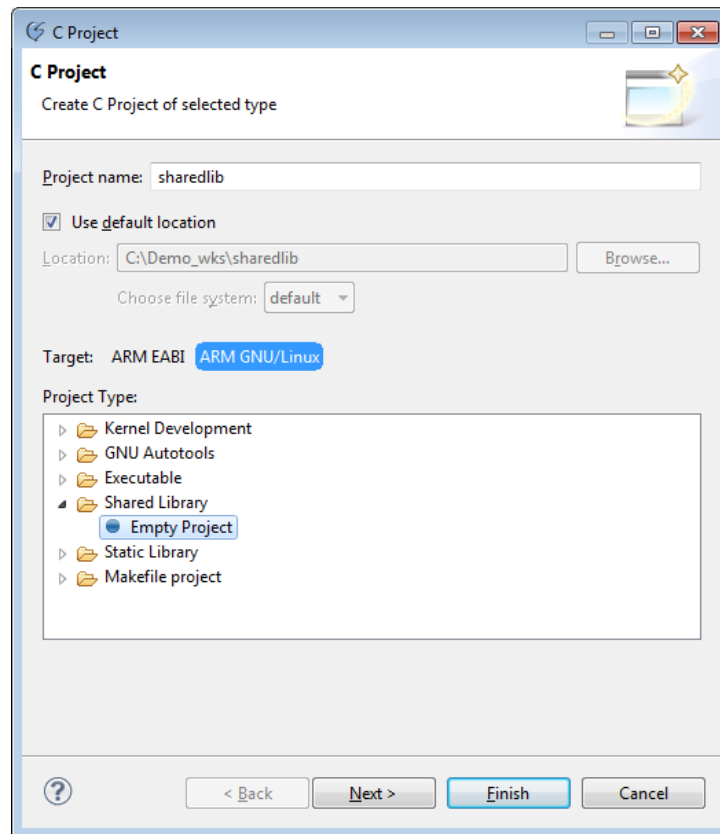 C Project
C Project
Create C Project of selected type
Project name: sharedlib
Use default location
Location: C:\Demo_wks\sharedlib Browse...
Choose file system: default
Target: ARM EABI ARM GNU/Linux
Project Type:
Kernel Development
GNU Autotools
Executable
Shared Library
Empty Project
Static Library
Makefile project
? < Back Next > Finish Cancel